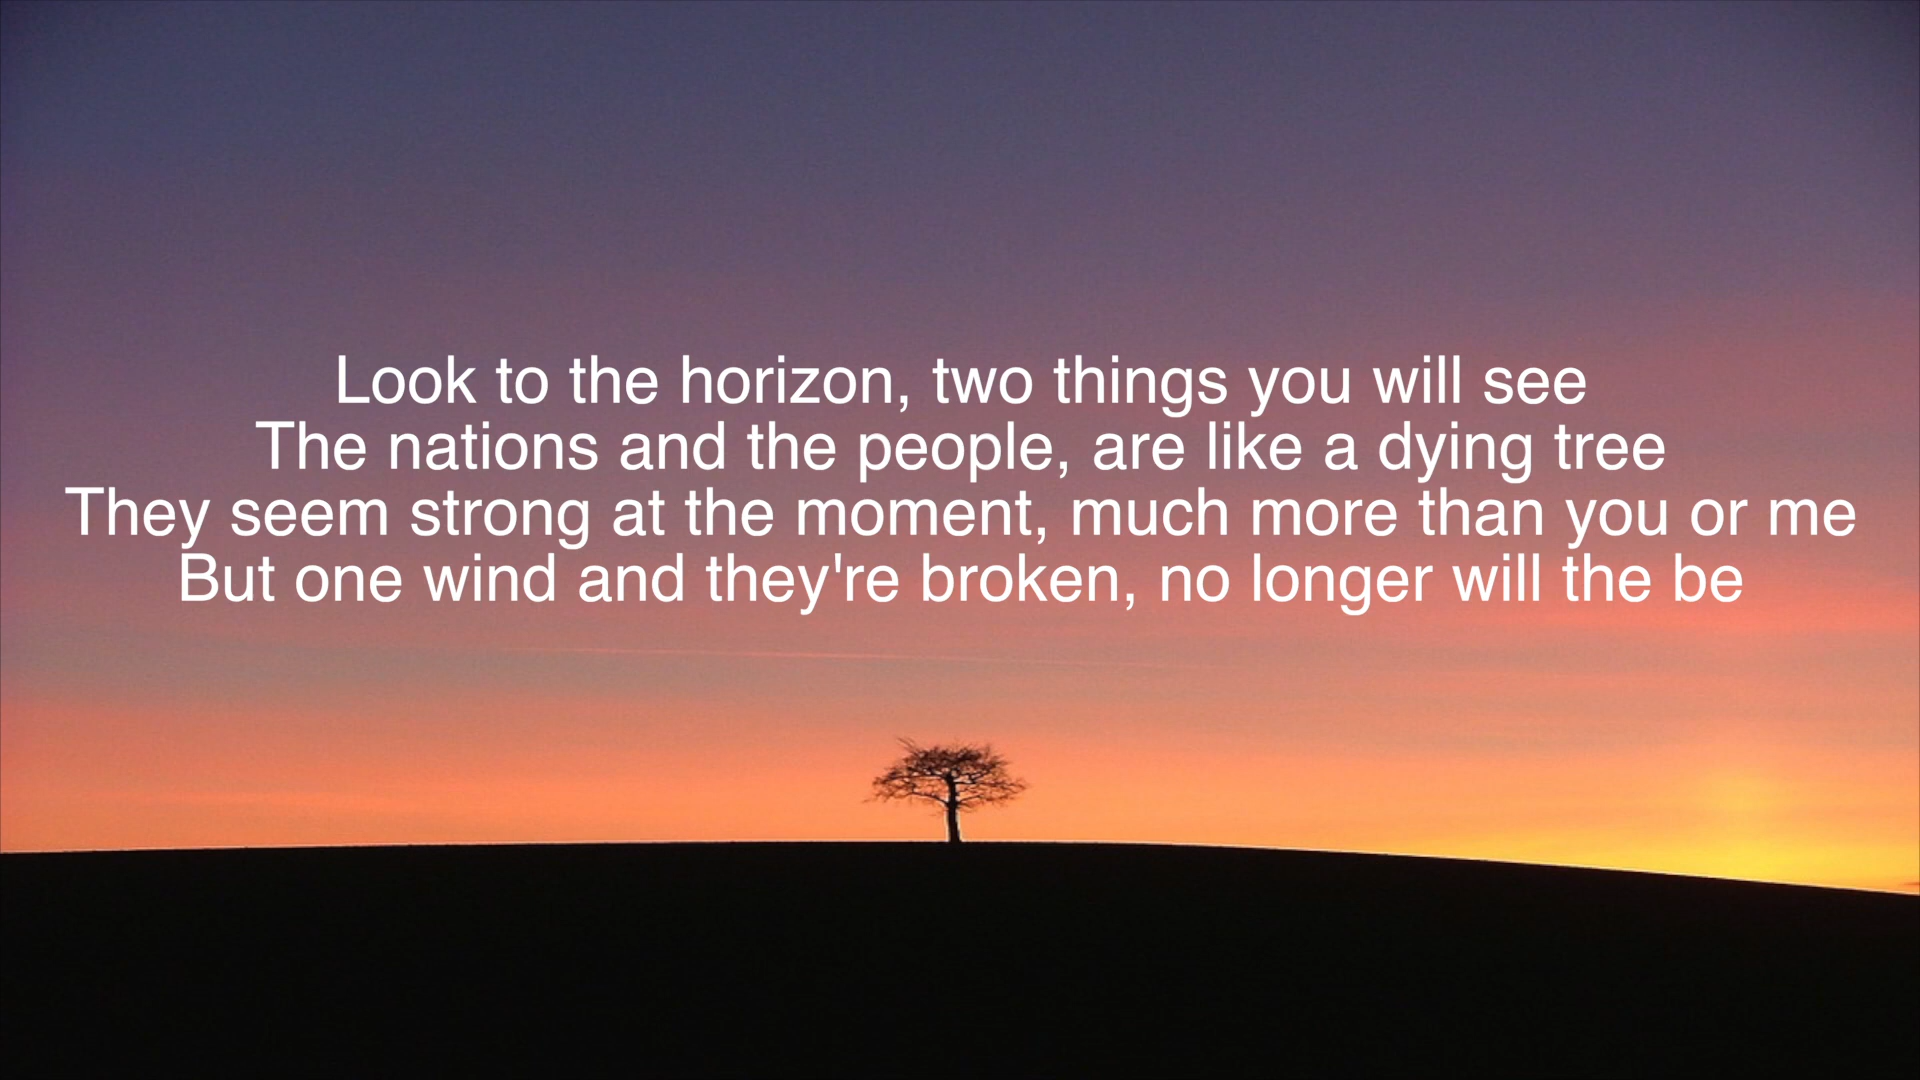 Look to the horizon, two things you will see
The nations and the people, are like a dying tree
They seem strong at the moment, much more than you or me
But one wind and they're broken, no longer will the be